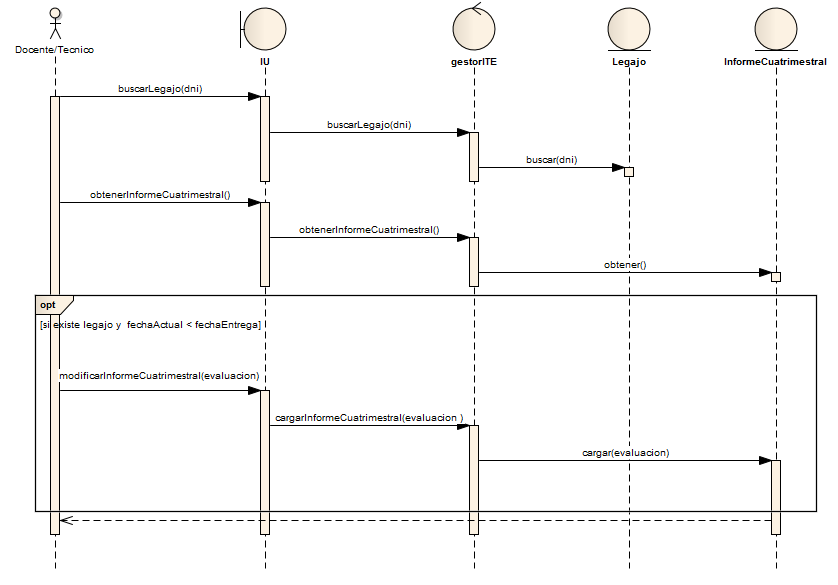 Docente/Tecnico
IU
gestorITE
Legajo
InformeCuatrimestral
buscarLegajo(dni)
buscarLegajo(dni)
buscar(dni)
obtenerInformeCuatrimestral()
obtenerInformeCuatrimestral()
obtener()
opt
[si existe legajo y fechaActual < fechaEntrega]
modificarInformeCuatrimestral(evaluacion)
cargarInformeCuatrimestral(evaluacion )
cargar(evaluacion)